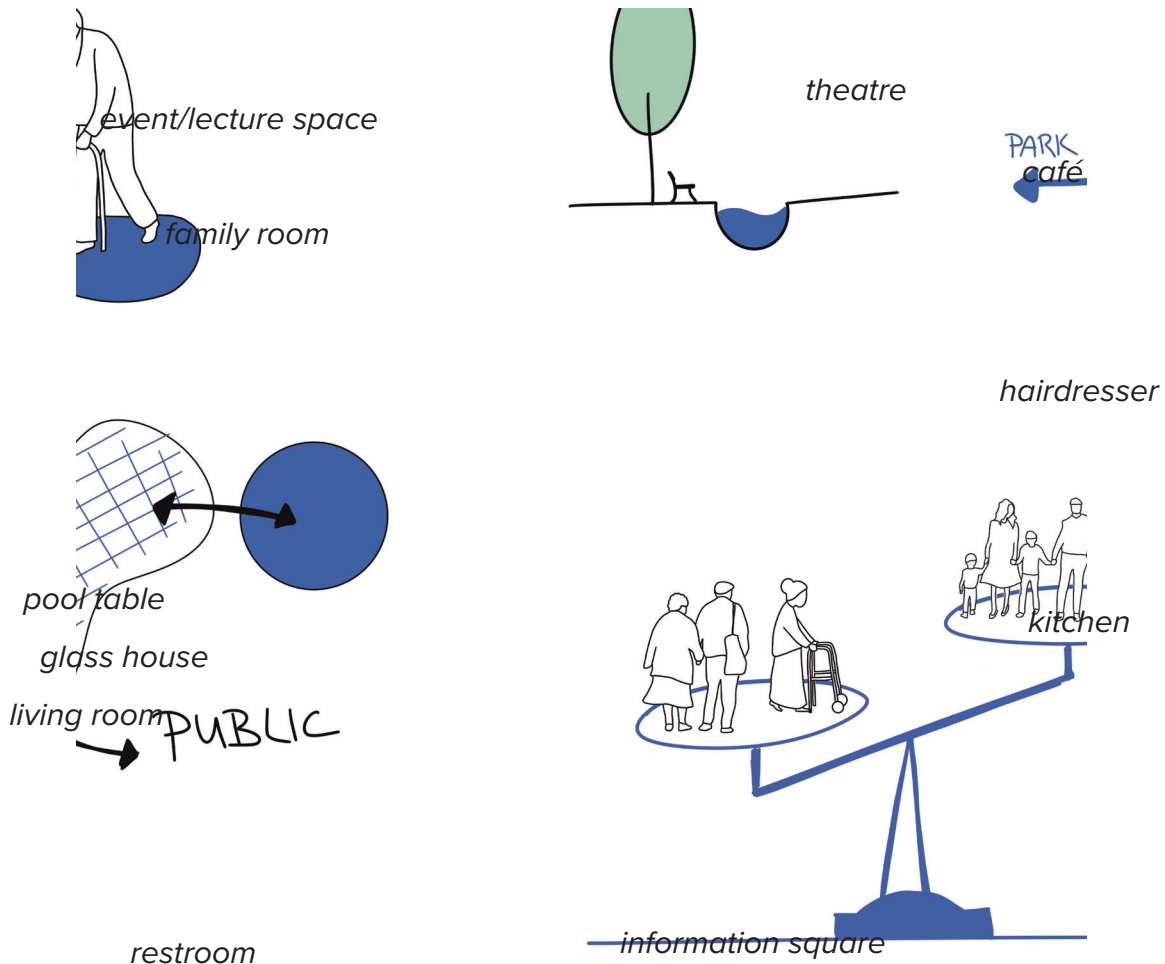 theatre
event/lecture space
PARK
café
family room
hairdresser
pool table
kitchen
glass house
living room
PUBLIC
information square
restroom